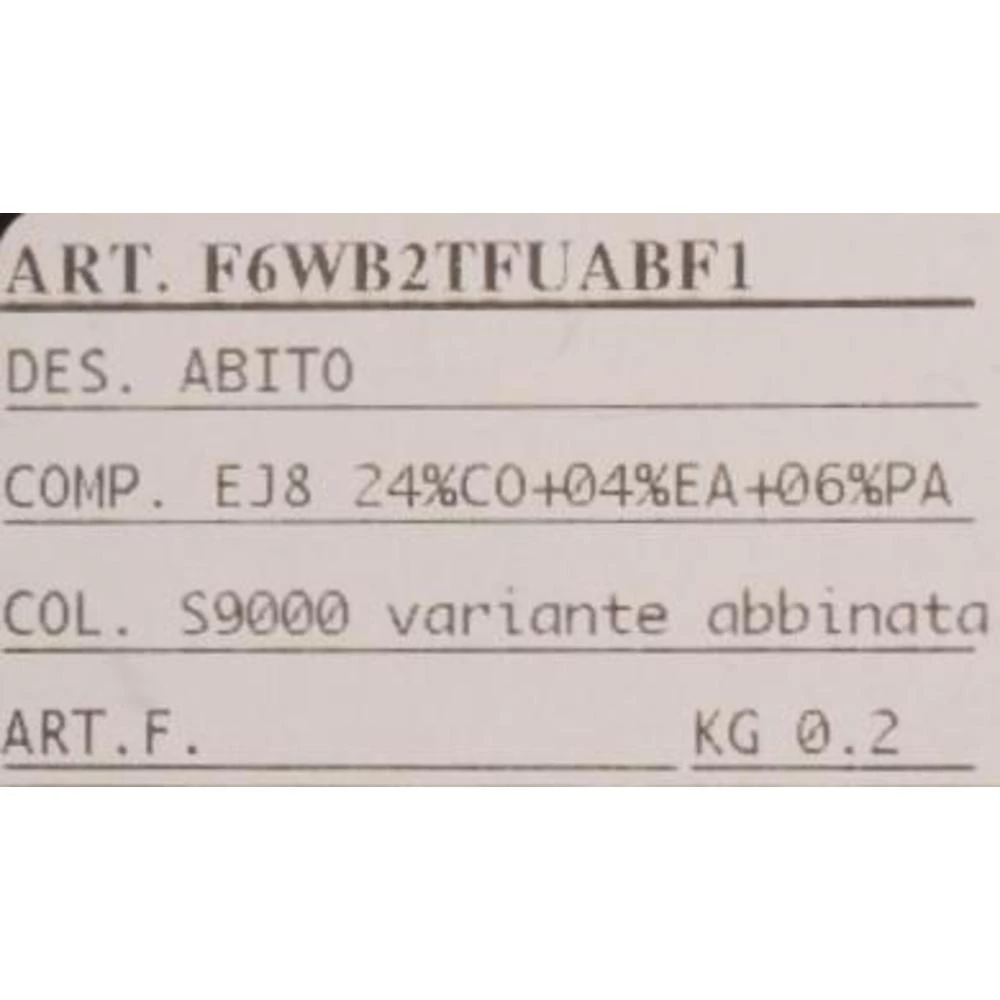 ART. F6WB2TFUABF1
DES. ABITO
COMP. EJ8 24%CO+04%EA+06%PA
COL. S9000 variante abbinata
ART.F. KG 0.2